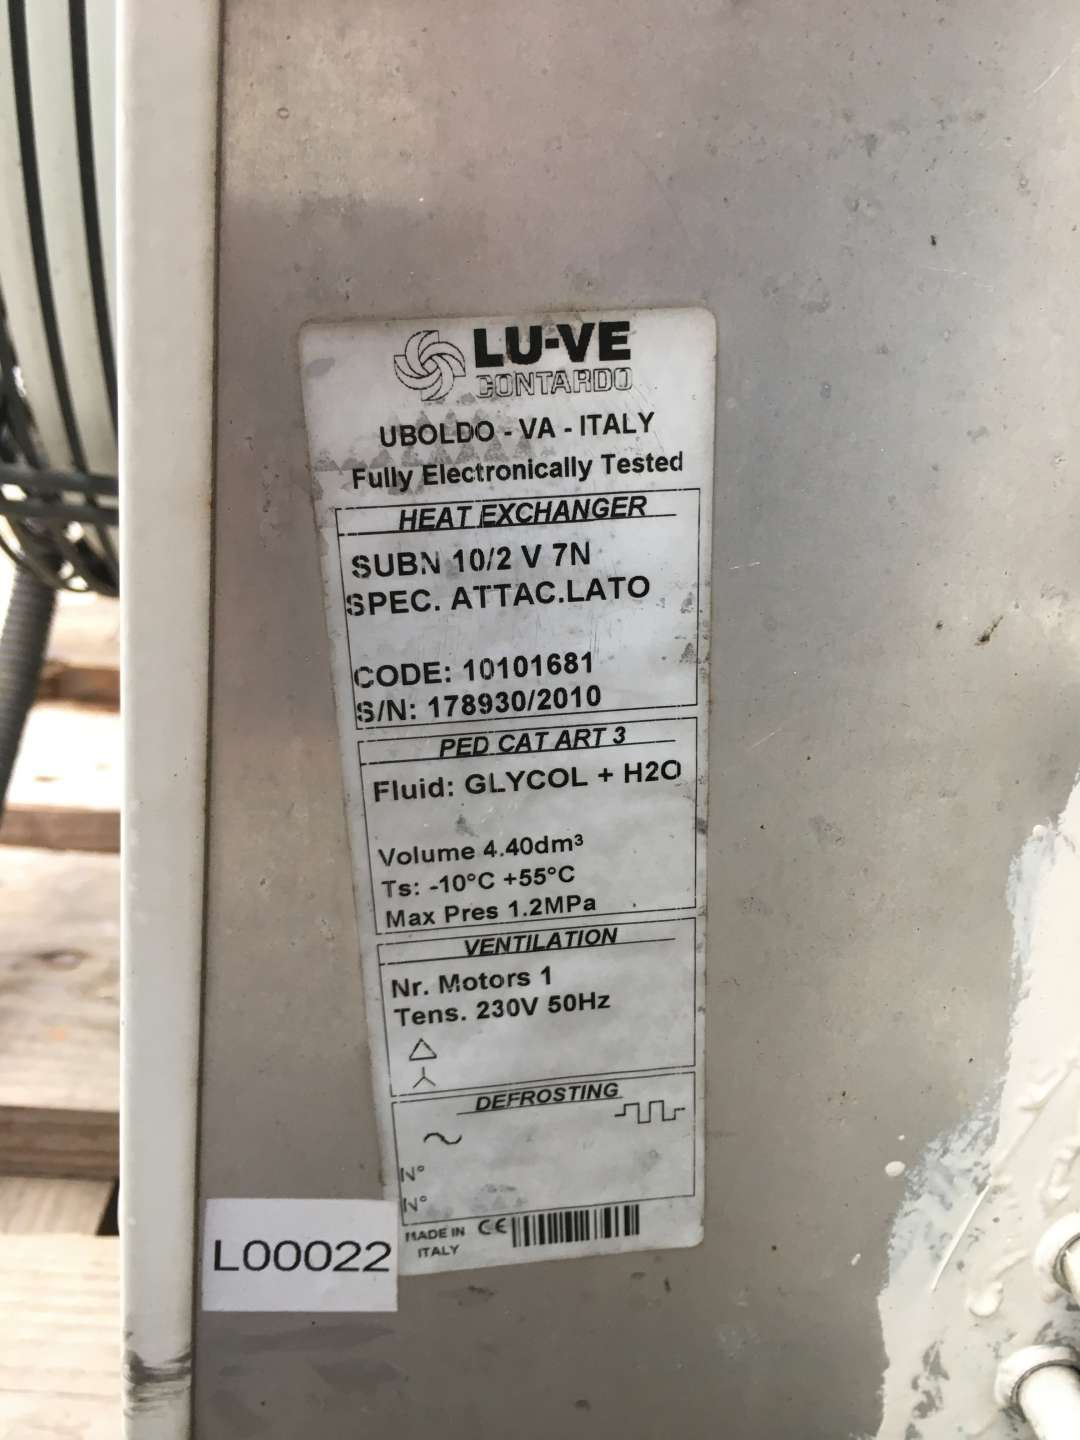 LU-VE
CONTARDO
UBOLDO - VA - ITALY
Fully Electronically Tested
HEAT EXCHANGER
SUBN 10/2 V 7N
SPEC. ATTAC.LATO
CODE: 10101681
S/N: 178930/2010
PED CAT ART 3
Fluid: GLYCOL + H2O
Volume 4.40dm³
Ts: -10°C +55°C
Max Pres 1.2MPa
VENTILATION
Nr. Motors 1
Tens. 230V 50Hz
DEFROSTING
N°
N°
MADE IN
ITALY
CE
L00022